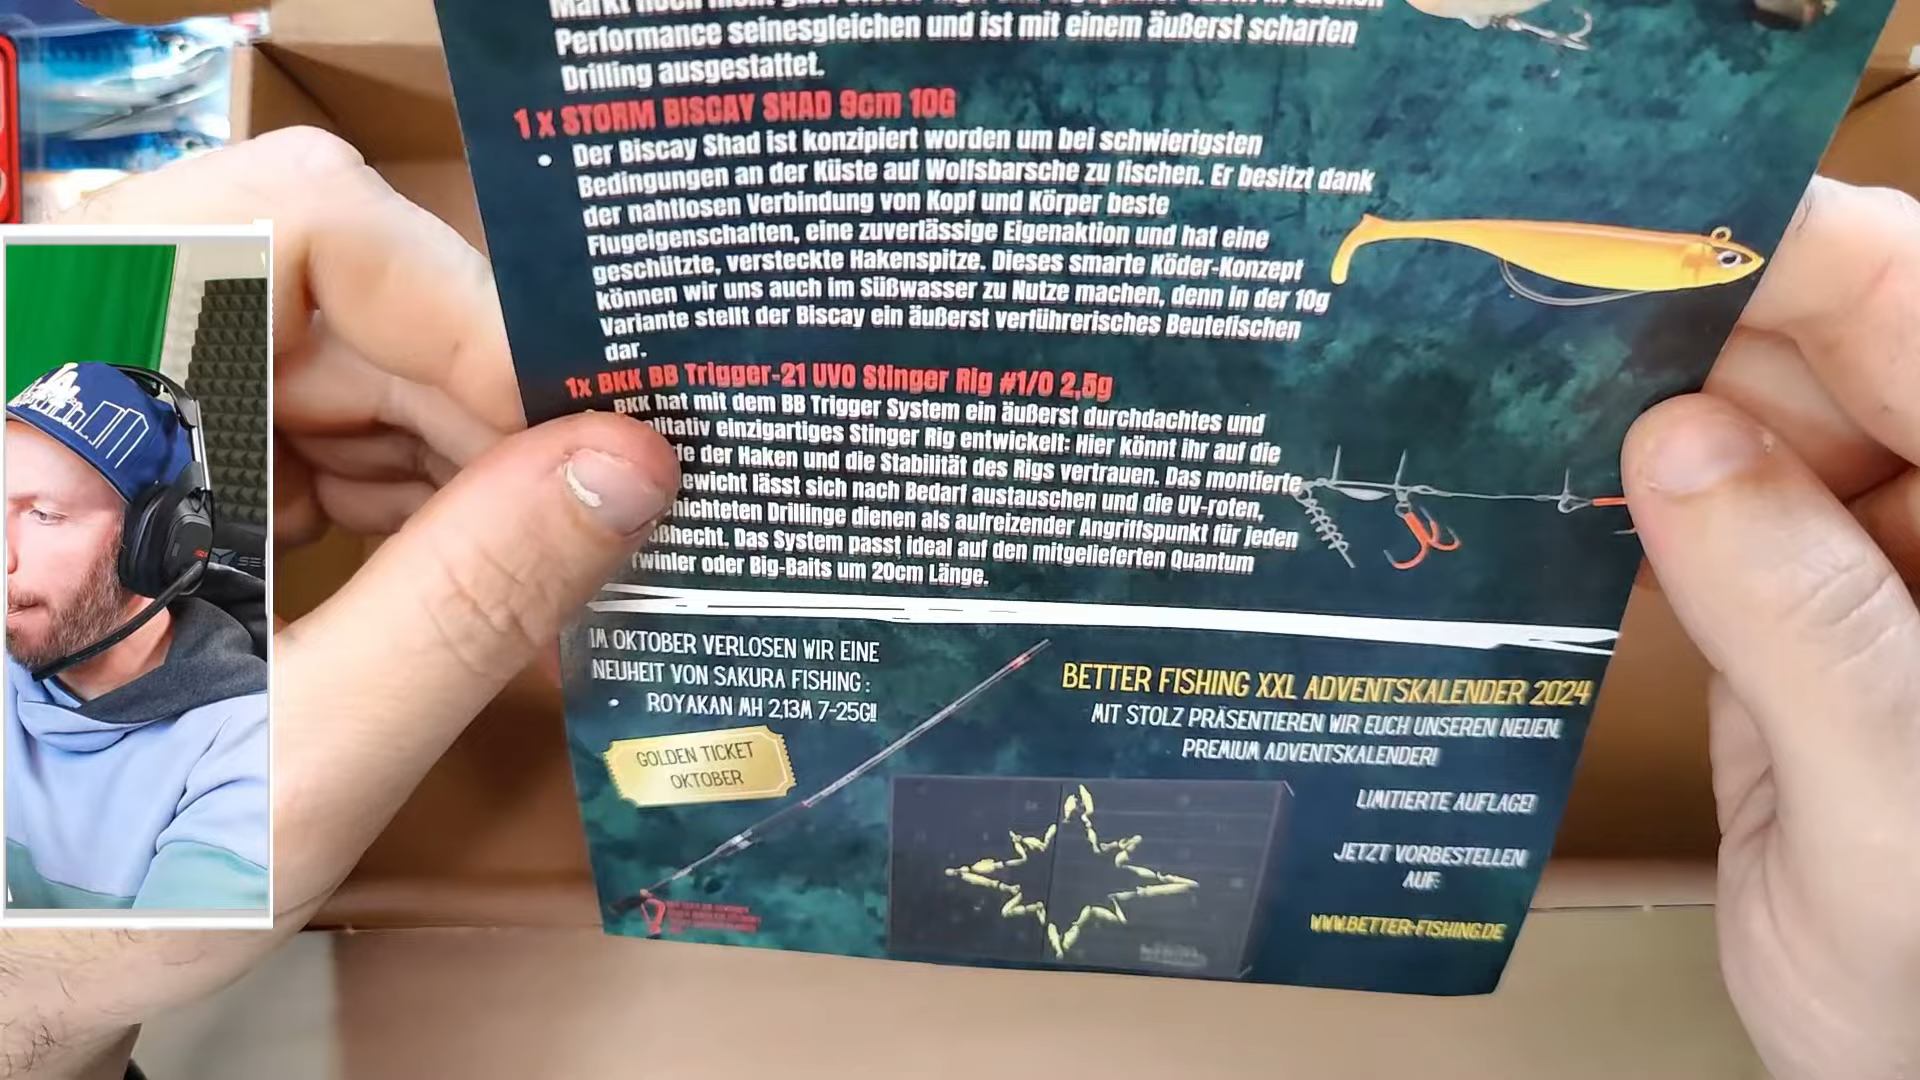 Performance seinesgleichen und ist mit einem äußerst scharfen
Drilling ausgestattet.
1 x STORM BISCAY SHAD 9cm 10G
• Der Biscay Shad ist konzipiert worden um bei schwierigsten
Bedingungen an der Küste auf Wolfsbarsche zu fischen. Er besitzt dank
der nahtlosen Verbindung von Kopf und Körper beste
Flugeigenschaften, eine zuverlässige Eigenaktion und hat eine
geschützte, versteckte Hakenspitze. Dieses smarte Köder-Konzept
können wir uns auch im Süßwasser zu Nutze machen, denn in der 10g
Variante stellt der Biscay ein äußerst verführerisches Beutefischen
dar.
1x BKK BB Trigger-21 UVO Stinger Rig #1/0 2,5g
BKK hat mit dem BB Trigger System ein äußerst durchdachtes und
einzigartiges Stinger Rig entwickelt: Hier könnt ihr auf die
der Haken und die Stabilität des Rigs vertrauen. Das montierte
lässt sich nach Bedarf austauschen und die UV-roten,
Drillinge dienen als aufreizender Angriffspunkt für jeden
Das System passt ideal auf den mitgelieferten Quantum
oder Big-Baits um 20cm Länge.
IM OKTOBER VERLOSEN WIR EINE
NEUHEIT VON SAKURA FISHING:
• ROYAKAN MH 2,13M 7-25G!!
GOLDEN TICKET
OKTOBER
BETTER FISHING XXL ADVENTSKALENDER 2024
MIT STOLZ PRÄSENTIEREN WIR EUCH UNSEREN NEUEN
PREMIUM ADVENTSKALENDER!
LIMITIERTE AUFLAGE!
JETZT VORBESTELLEN
AUF:
WWW.BETTER-FISHING.DE